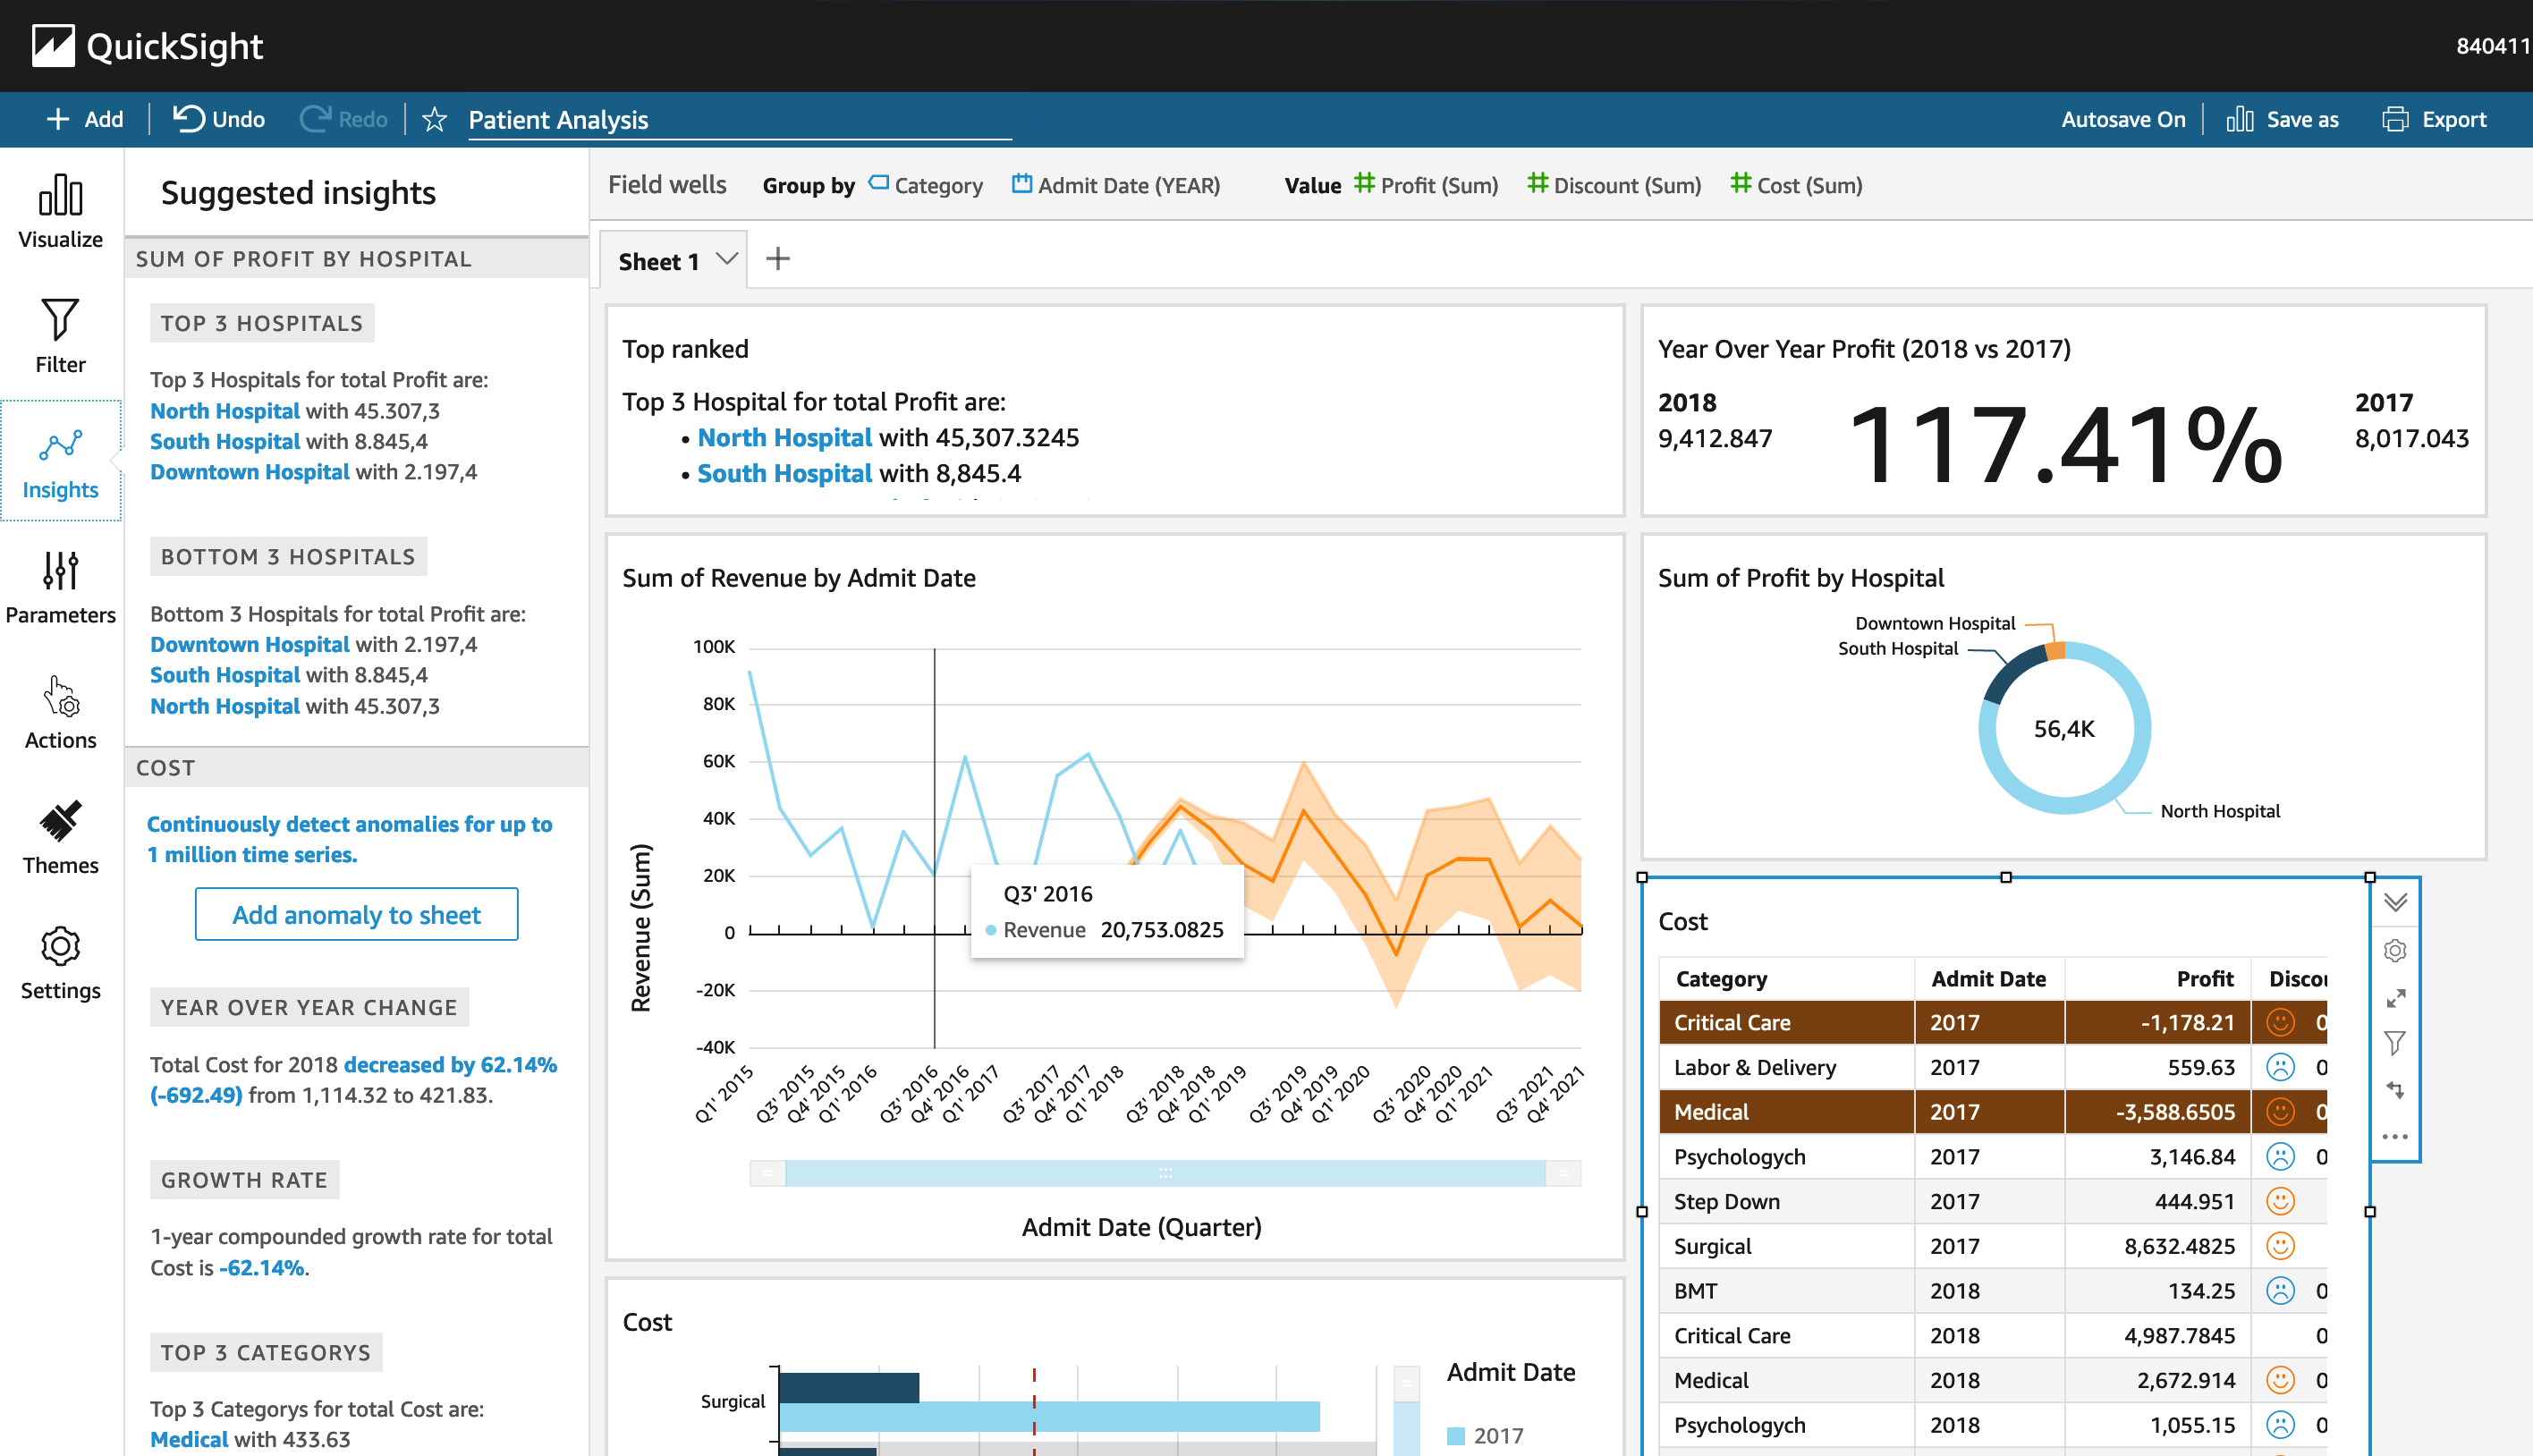 QuickSight
840411
Add
Undo
Redo
Patient Analysis
Autosave On
Save as
Export
Visualize
Filter
Insights
Parameters
Actions
Themes
Settings
Suggested insights
SUM OF PROFIT BY HOSPITAL
TOP 3 HOSPITALS
Top 3 Hospitals for total Profit are:
North Hospital with 45.307,3
South Hospital with 8.845,4
Downtown Hospital with 2.197,4
BOTTOM 3 HOSPITALS
Bottom 3 Hospitals for total Profit are:
Downtown Hospital with 2.197,4
South Hospital with 8.845,4
North Hospital with 45.307,3
COST
Continuously detect anomalies for up to
1 million time series.
Add anomaly to sheet
YEAR OVER YEAR CHANGE
Total Cost for 2018 decreased by 62.14%
(-692.49) from 1,114.32 to 421.83.
GROWTH RATE
1-year compounded growth rate for total
Cost is -62.14%.
TOP 3 CATEGORYS
Top 3 Categorys for total Cost are:
Medical with 433.63
Field wells Group by Category Admit Date (YEAR) Value Profit (Sum) Discount (Sum) Cost (Sum)
Sheet 1
Top ranked
Top 3 Hospital for total Profit are:
• North Hospital with 45,307.3245
• South Hospital with 8,845.4
Year Over Year Profit (2018 vs 2017)
2018
9,412.847
117.41%
2017
8,017.043
Sum of Revenue by Admit Date
Revenue (Sum)
100K
80K
60K
40K
20K
0
-20K
-40K
Q3' 2016
Revenue 20,753.0825
Q1' 2015
Q3' 2015
Q4' 2015
Q1' 2016
Q3' 2016
Q4' 2016
Q1' 2017
Q3' 2017
Q4' 2017
Q1' 2018
Q3' 2018
Q4' 2018
Q1' 2019
Q3' 2019
Q4' 2019
Q1' 2020
Q3' 2020
Q4' 2020
Q1' 2021
Q3' 2021
Q4' 2021
Admit Date (Quarter)
Sum of Profit by Hospital
Downtown Hospital
South Hospital
56,4K
North Hospital
Cost
Surgical
Admit Date
2017
Cost
Category Admit Date Profit
Critical Care 2017 -1,178.21 0
Labor & Delivery 2017 559.63 0
Medical 2017 -3,588.6505 0
Psychologych 2017 3,146.84 0
Step Down 2017 444.951
Surgical 2017 8,632.4825
BMT 2018 134.25 0
Critical Care 2018 4,987.7845 0
Medical 2018 2,672.914 0
Psychologych 2018 1,055.15 0